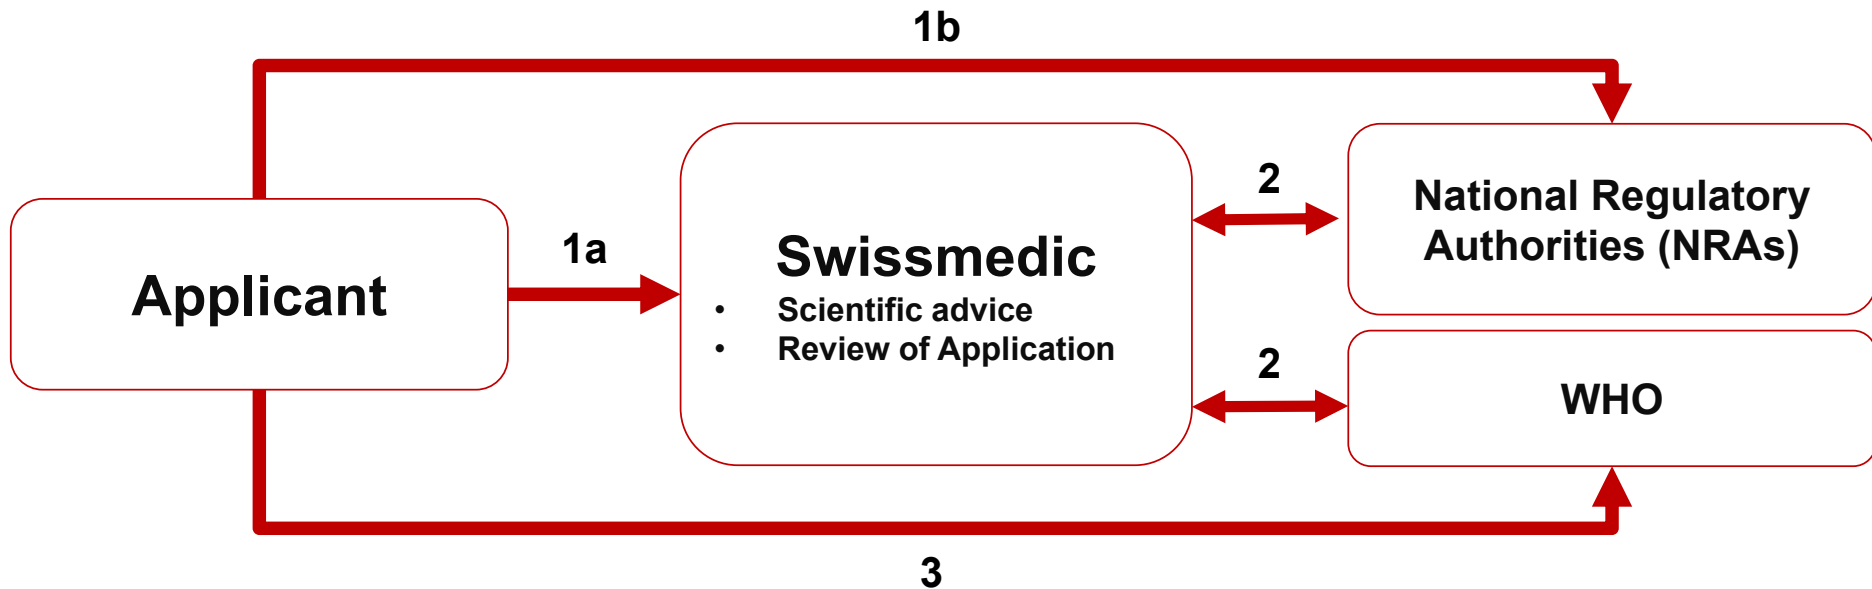 1b
Applicant
1a
Swissmedic
• Scientific advice
• Review of Application
2
National Regulatory
Authorities (NRAs)
2
WHO
3